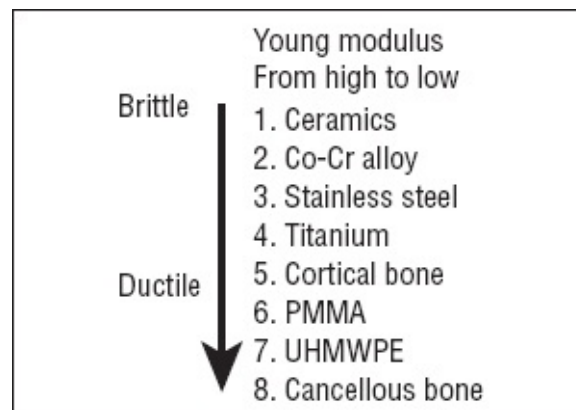 Young modulus
From high to low
Brittle
1. Ceramics
2. Co-Cr alloy
3. Stainless steel
4. Titanium
Ductile
5. Cortical bone
6. PMMA
7. UHMWPE
8. Cancellous bone